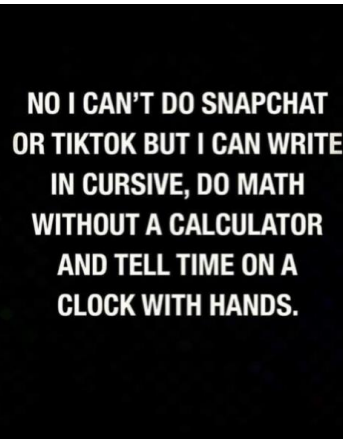 NO I CAN'T DO SNAPCHAT
OR TIKTOK BUT I CAN WRITE
IN CURSIVE, DO MATH
WITHOUT A CALCULATOR
AND TELL TIME ON A
CLOCK WITH HANDS.